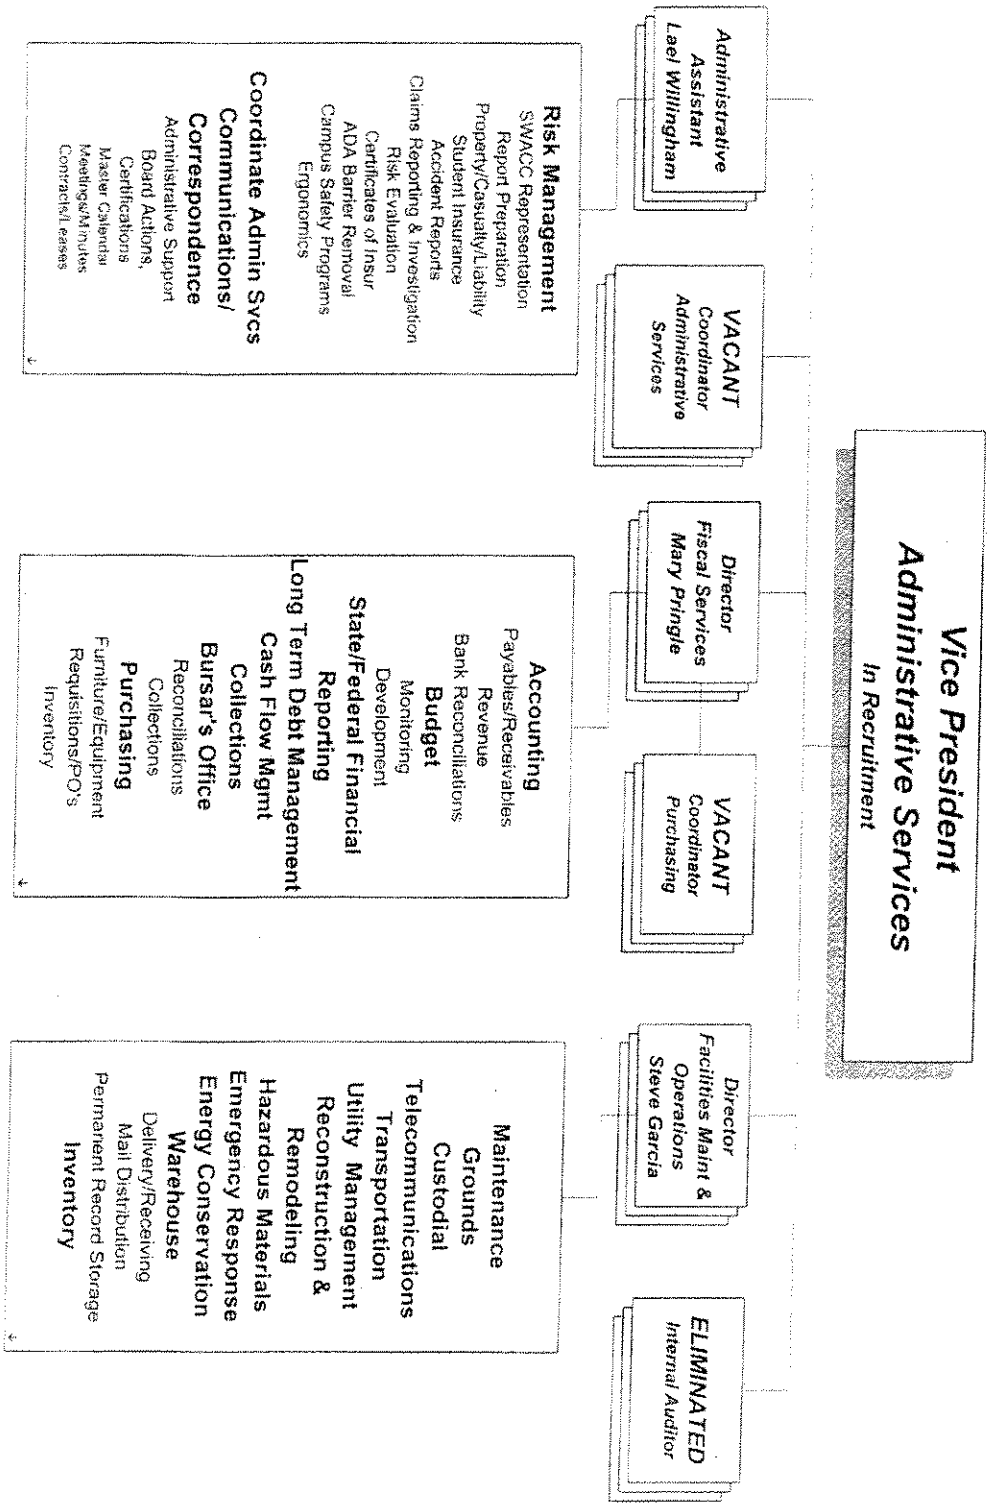 Vice President
Administrative Services
In Recruitment
Administrative
Assistant
Lael Willingham
VACANT
Coordinator
Administrative
Services
Director
Fiscal Services
Mary Pringle
VACANT
Coordinator
Purchasing
Director
Facilities Maint &
Operations
Steve Garcia
ELIMINATED
Internal Auditor
Risk Management
SWACC Representation
Report Preparation
Property/Casualty/Liability
Student Insurance
Accident Reports
Claims Reporting & Investigation
Risk Evaluation
Certificates of Insur
ADA Barrier Removal
Campus Safety Programs
Ergonomics
Coordinate Admin Svcs
Communications/
Correspondence
Administrative Support
Board Actions,
Certifications
Master Calendar
Meetings/Minutes
Contracts/Leases
Accounting
Payables/Receivables
Revenue
Bank Reconciliations
Budget
Monitoring
Development
State/Federal Financial
Reporting
Long Term Debt Management
Cash Flow Mgmt
Collections
Bursar's Office
Reconciliations
Collections
Purchasing
Furniture/Equipment
Requisitions/PO's
Inventory
Maintenance
Grounds
Custodial
Telecommunications
Transportation
Utility Management
Reconstruction &
Remodeling
Hazardous Materials
Emergency Response
Energy Conservation
Warehouse
Delivery/Receiving
Mail Distribution
Permanent Record Storage
Inventory